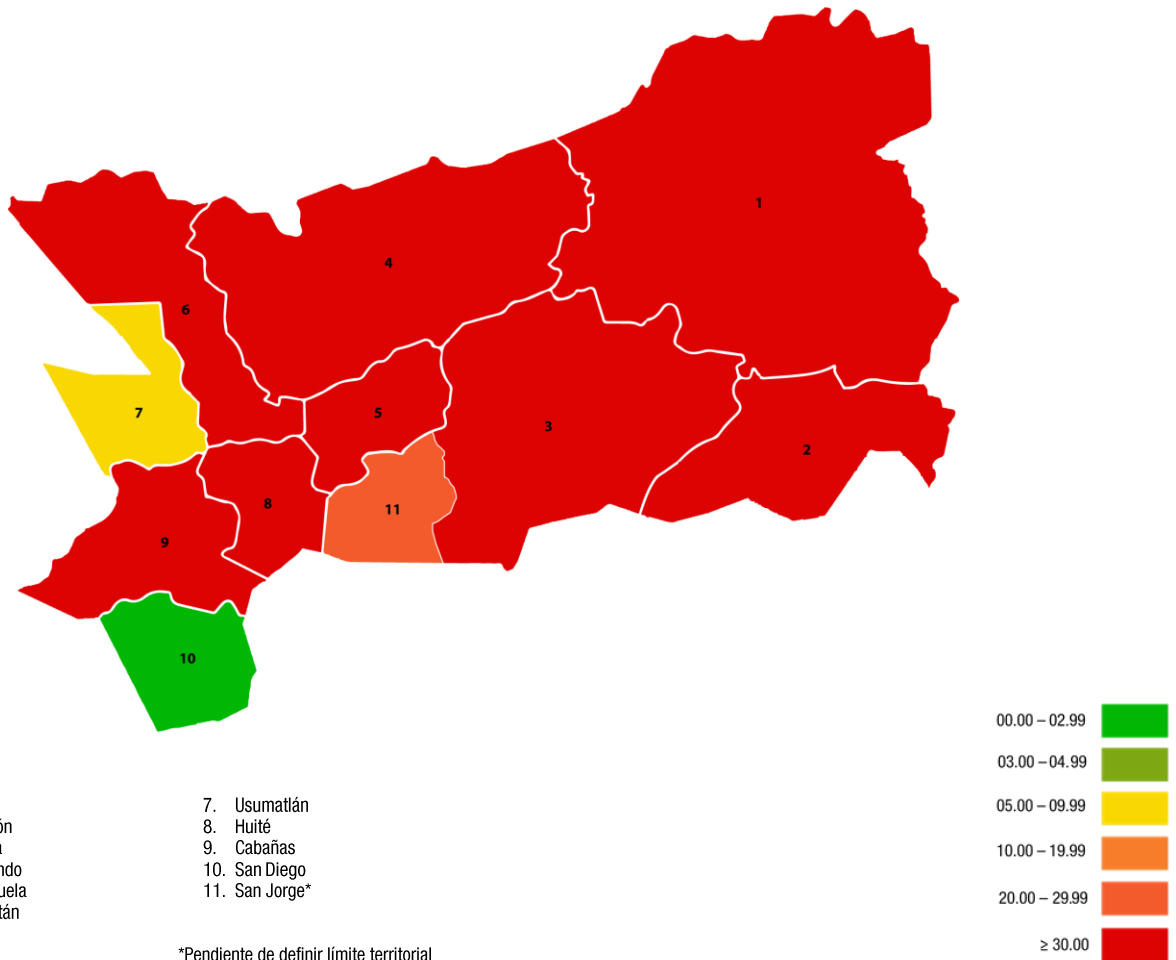 1
4
6
7
5
3
2
8
11
9
10
00.00 – 02.99
03.00 – 04.99
05.00 – 09.99
10.00 – 19.99
20.00 – 29.99
≥ 30.00
7. Usumatlán
8. Huité
9. Cabañas
10. San Diego
11. San Jorge*
*Pendiente de definir límite territorial